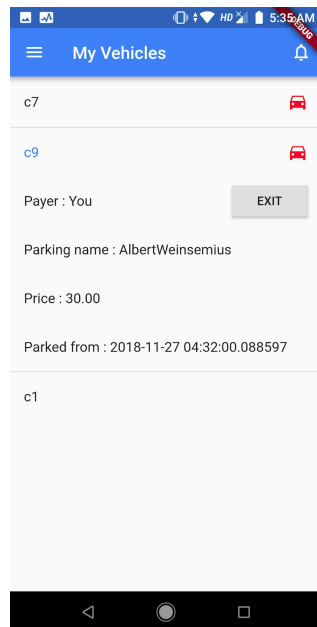 HD 5:35 AM
DEBUG
My Vehicles
c7
c9
Payer : You
EXIT
Parking name : AlbertWeinsemius
Price : 30.00
Parked from : 2018-11-27 04:32:00.088597
c1